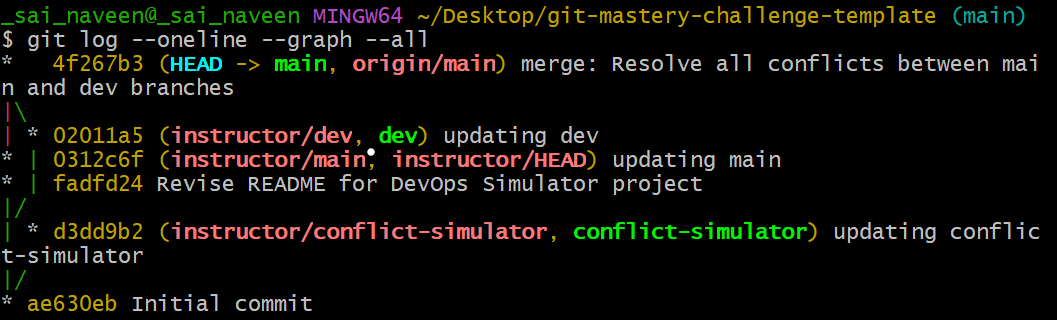 _sai_naveen@_sai_naveen MINGW64 ~/Desktop/git-mastery-challenge-template (main)
$ git log --oneline --graph --all
*   4f267b3 (HEAD -> main, origin/main) merge: Resolve all conflicts between mai
n and dev branches
|\
| * 02011a5 (instructor/dev, dev) updating dev
* | 0312c6f (instructor/main, instructor/HEAD) updating main
* | fadfd24 Revise README for DevOps Simulator project
|/
| * d3dd9b2 (instructor/conflict-simulator, conflict-simulator) updating conflic
t-simulator
|/
* ae630eb Initial commit